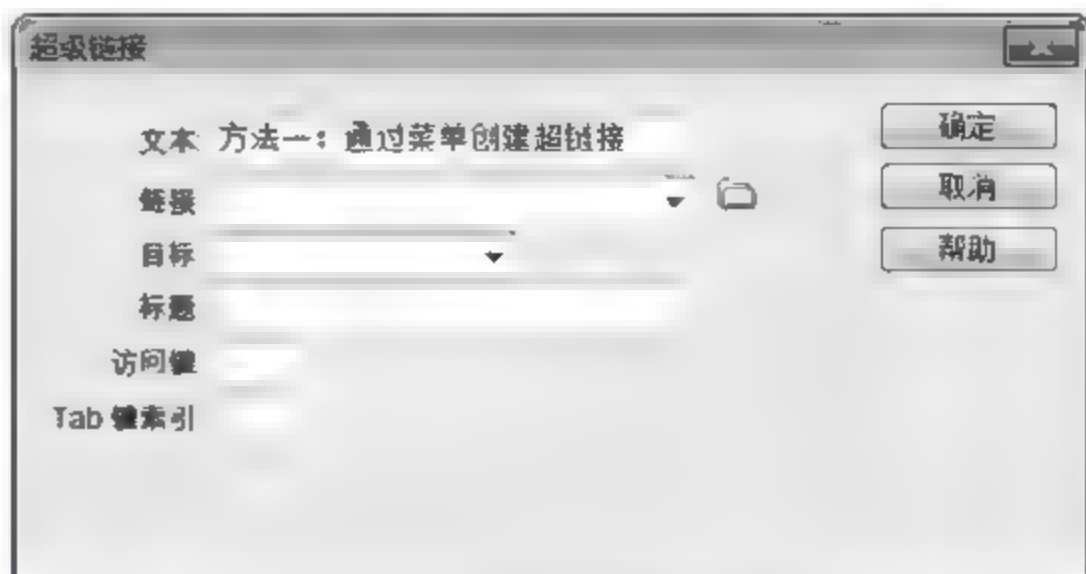 超级链接
文本: 方法一：通过菜单创建超链接
确定
链接
取消
目标
帮助
标题
访问键
Tab 键索引